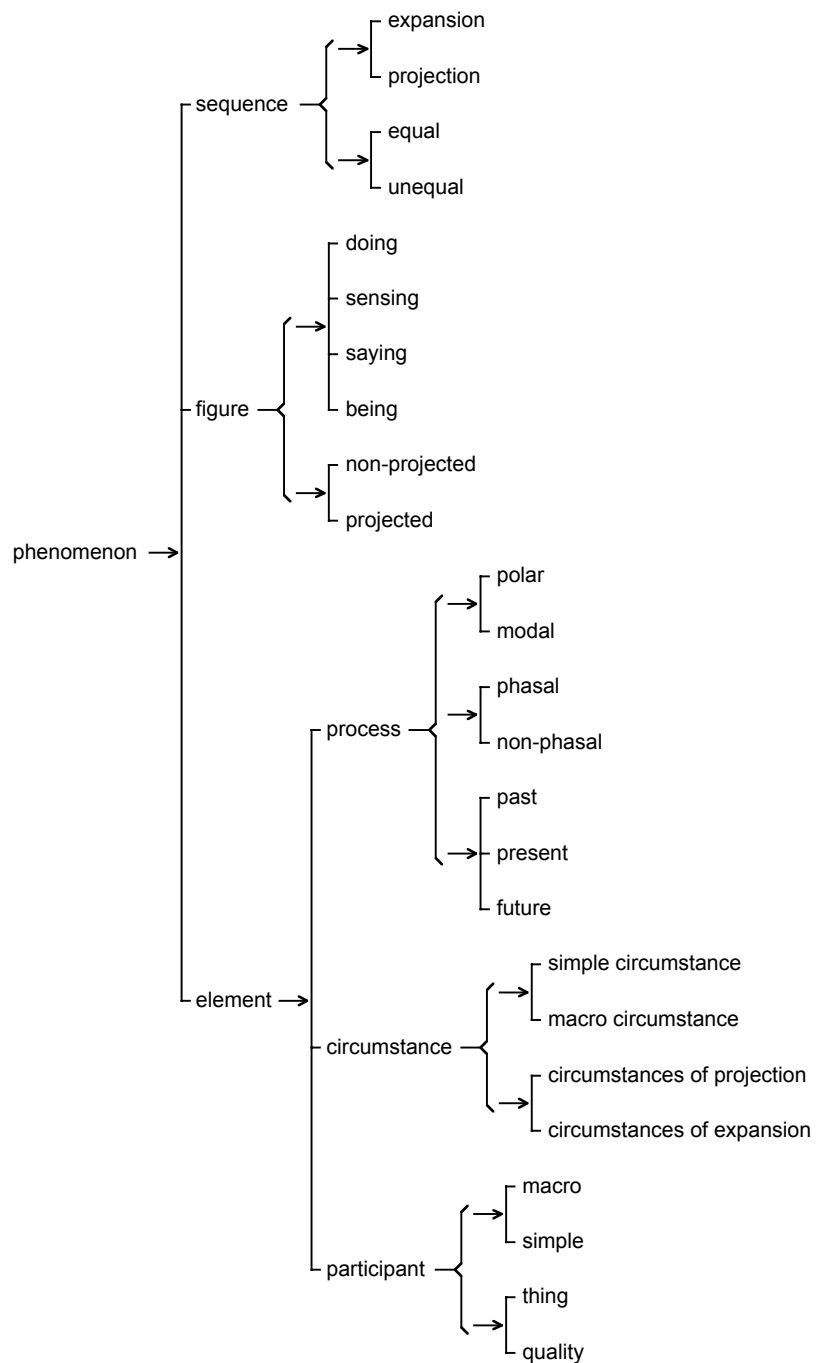 expansion
projection
sequence
equal
unequal
doing
sensing
saying
being
figure
non-projected
projected
phenomenon
polar
modal
phasal
non-phasal
process
past
present
future
simple circumstance
macro circumstance
element
circumstance
circumstances of projection
circumstances of expansion
macro
simple
participant
thing
quality